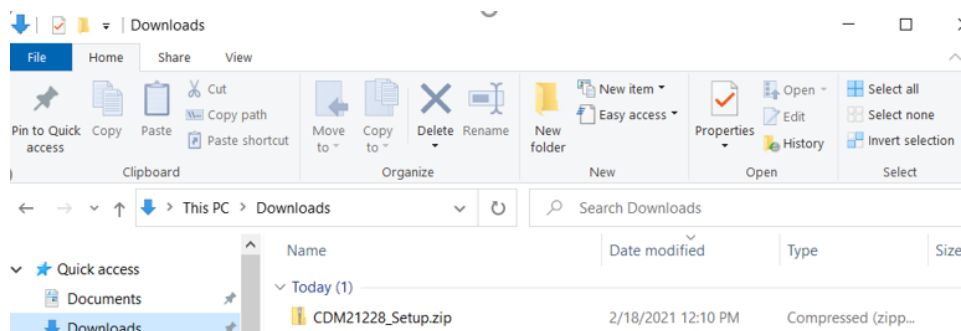 Downloads
File Home Share View
Pin to Quick access
Copy
Paste
Cut
Copy path
Paste shortcut
Clipboard
Move to
Copy to
Delete
Rename
Organize
New folder
New item
Easy access
New
Properties
Open
Edit
History
Open
Select all
Select none
Invert selection
Select
This PC > Downloads
Search Downloads
Name Date modified Type Size
Quick access
Documents
Downloads
Today (1)
CDM21228_Setup.zip 2/18/2021 12:10 PM Compressed (zipp...